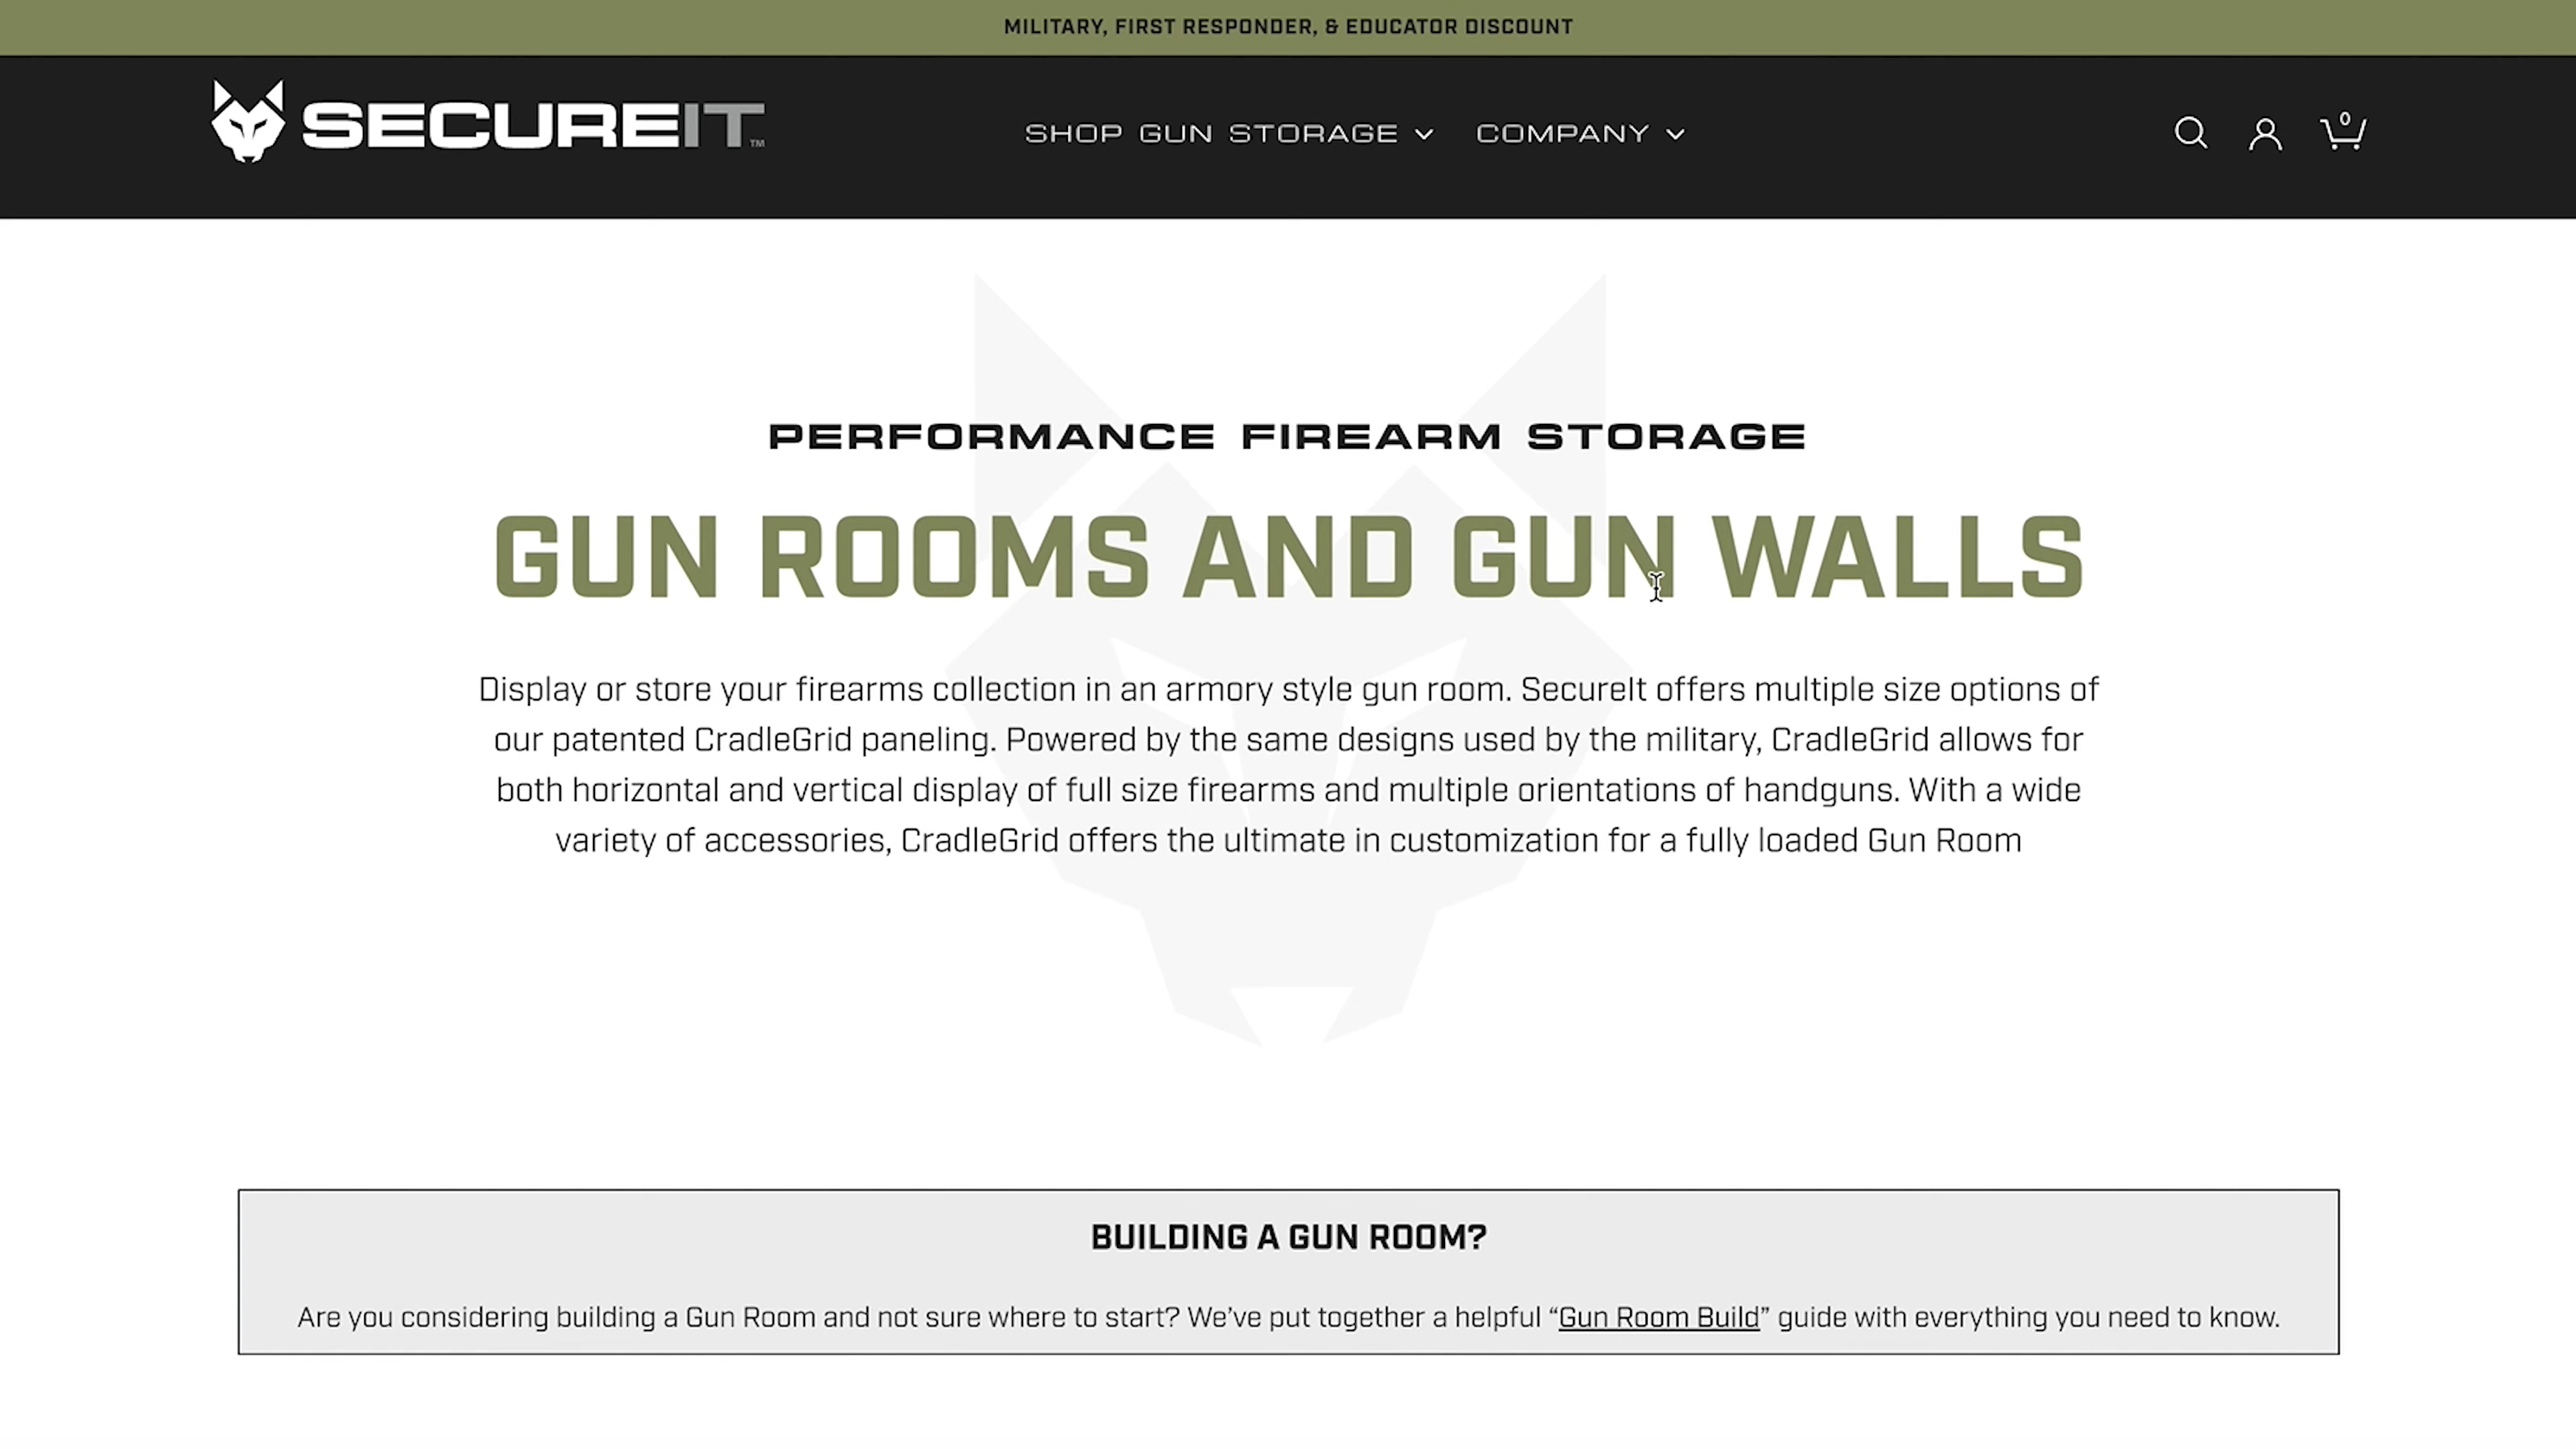 MILITARY, FIRST RESPONDER, & EDUCATOR DISCOUNT
SECUREIT™
SHOP GUN STORAGE COMPANY
0
PERFORMANCE FIREARM STORAGE
GUN ROOMS AND GUN WALLS
Display or store your firearms collection in an armory style gun room. SecureIt offers multiple size options of
our patented CradleGrid paneling. Powered by the same designs used by the military, CradleGrid allows for
both horizontal and vertical display of full size firearms and multiple orientations of handguns. With a wide
variety of accessories, CradleGrid offers the ultimate in customization for a fully loaded Gun Room
BUILDING A GUN ROOM?
Are you considering building a Gun Room and not sure where to start? We’ve put together a helpful “Gun Room Build” guide with everything you need to know.